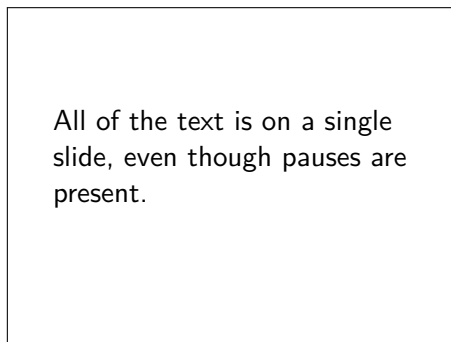 All of the text is on a single
slide, even though pauses are
present.